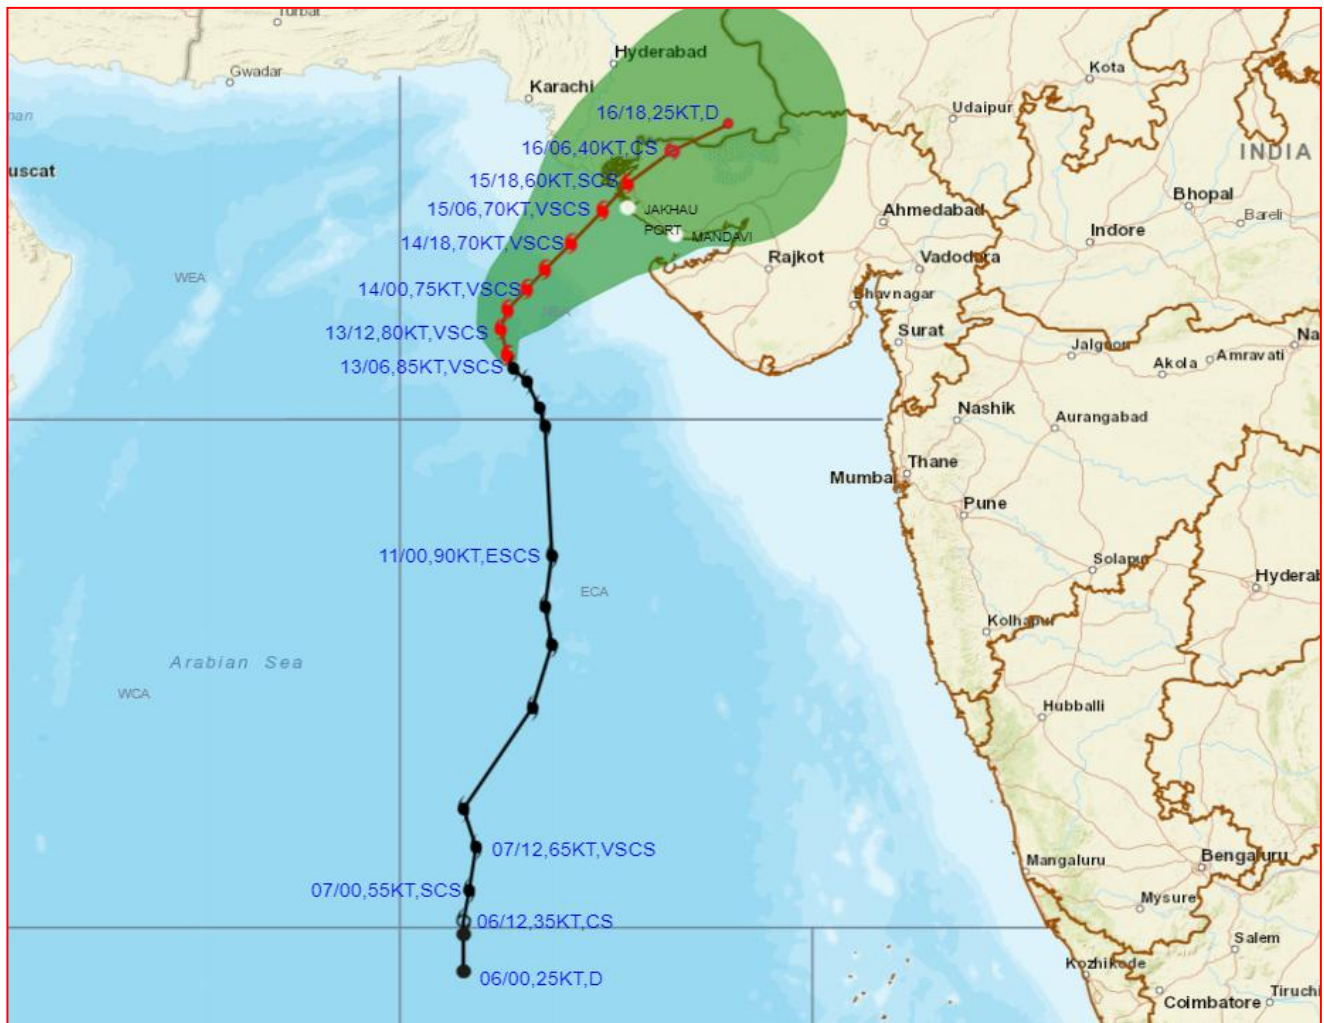 Turbat
Hyderabad
Gwadar
Karachi
Kota
16/18,25KT,D
Udaipur
man
16/06,40KT,CS
INDIA
uscat
15/18,60KT,SCS
Bhopal
15/06,70KT,VSCS
JAKHAU
PORT
Ahmedabad
Bareli
Indore
MANDAVI
14/18,70KT,VSCS
Rajkot
Vadodara
WEA
14/00,75KT,VSCS
Bhavnagar
13/12,80KT,VSCS
Surat
Na
Jalgaon
Amravati
Akola
13/06,85KT,VSCS
Nashik
Aurangabad
Thane
Mumbai
Pune
11/00,90KT,ESCS
Solapur
Hyderab
ECA
Kolhapur
Arabian Sea
WCA
Hubballi
07/12,65KT,VSCS
Mangaluru
Bengaluru
07/00,55KT,SCS
Mysuru
06/12,35KT,CS
Salem
Kozhikode
06/00,25KT,D
Coimbatore
Tiruchi